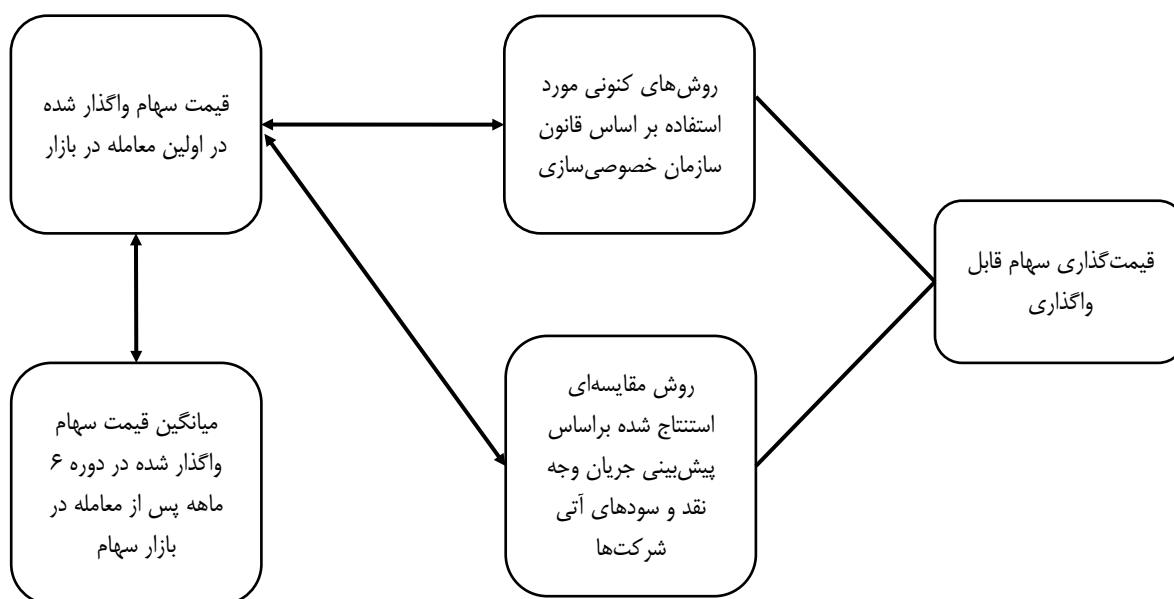 قیمت‌گذاری سهام قابل
واگذاری
روش‌های کنونی مورد
استفاده بر اساس قانون
سازمان خصوصی‌سازی
روش مقایسه‌ای
استنتاج شده براساس
پیش‌بینی جریان وجه
نقد و سودهای آتی
شرکت‌ها
قیمت سهام واگذار شده
در اولین معامله در بازار
میانگین قیمت سهام
واگذار شده در دوره ۶
ماهه پس از معامله در
بازار سهام